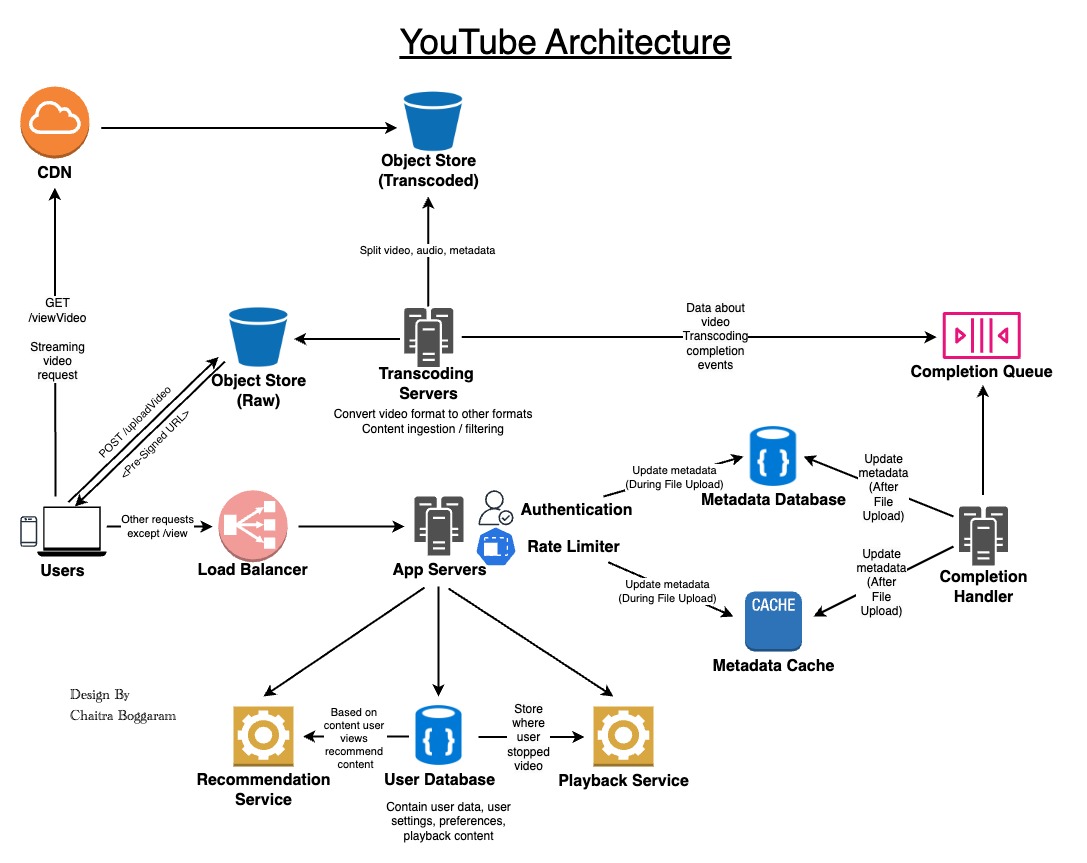 YouTube Architecture
CDN
Object Store
(Transcoded)
Split video, audio, metadata
GET
/viewVideo
Streaming
video
request
Object Store
(Raw)
Transcoding
Servers
Convert video format to other formats
Content ingestion / filtering
Data about
video
Transcoding
completion
events
Completion Queue
POST /uploadVideo
<Pre-Signed URL>
Users
Other requests
except /view
Load Balancer
App Servers
Authentication
Rate Limiter
Update metadata
(During File Upload)
Metadata Database
Update
metadata
(After
File
Upload)
Update metadata
(During File Upload)
CACHE
Metadata Cache
Update
metadata
(After
File
Upload)
Completion
Handler
Design By
Chaitra Boggaram
Recommendation
Service
Based on
content user
views
recommend
content
User Database
Contain user data, user
settings, preferences,
playback content
Store
where
user
stopped
video
Playback Service